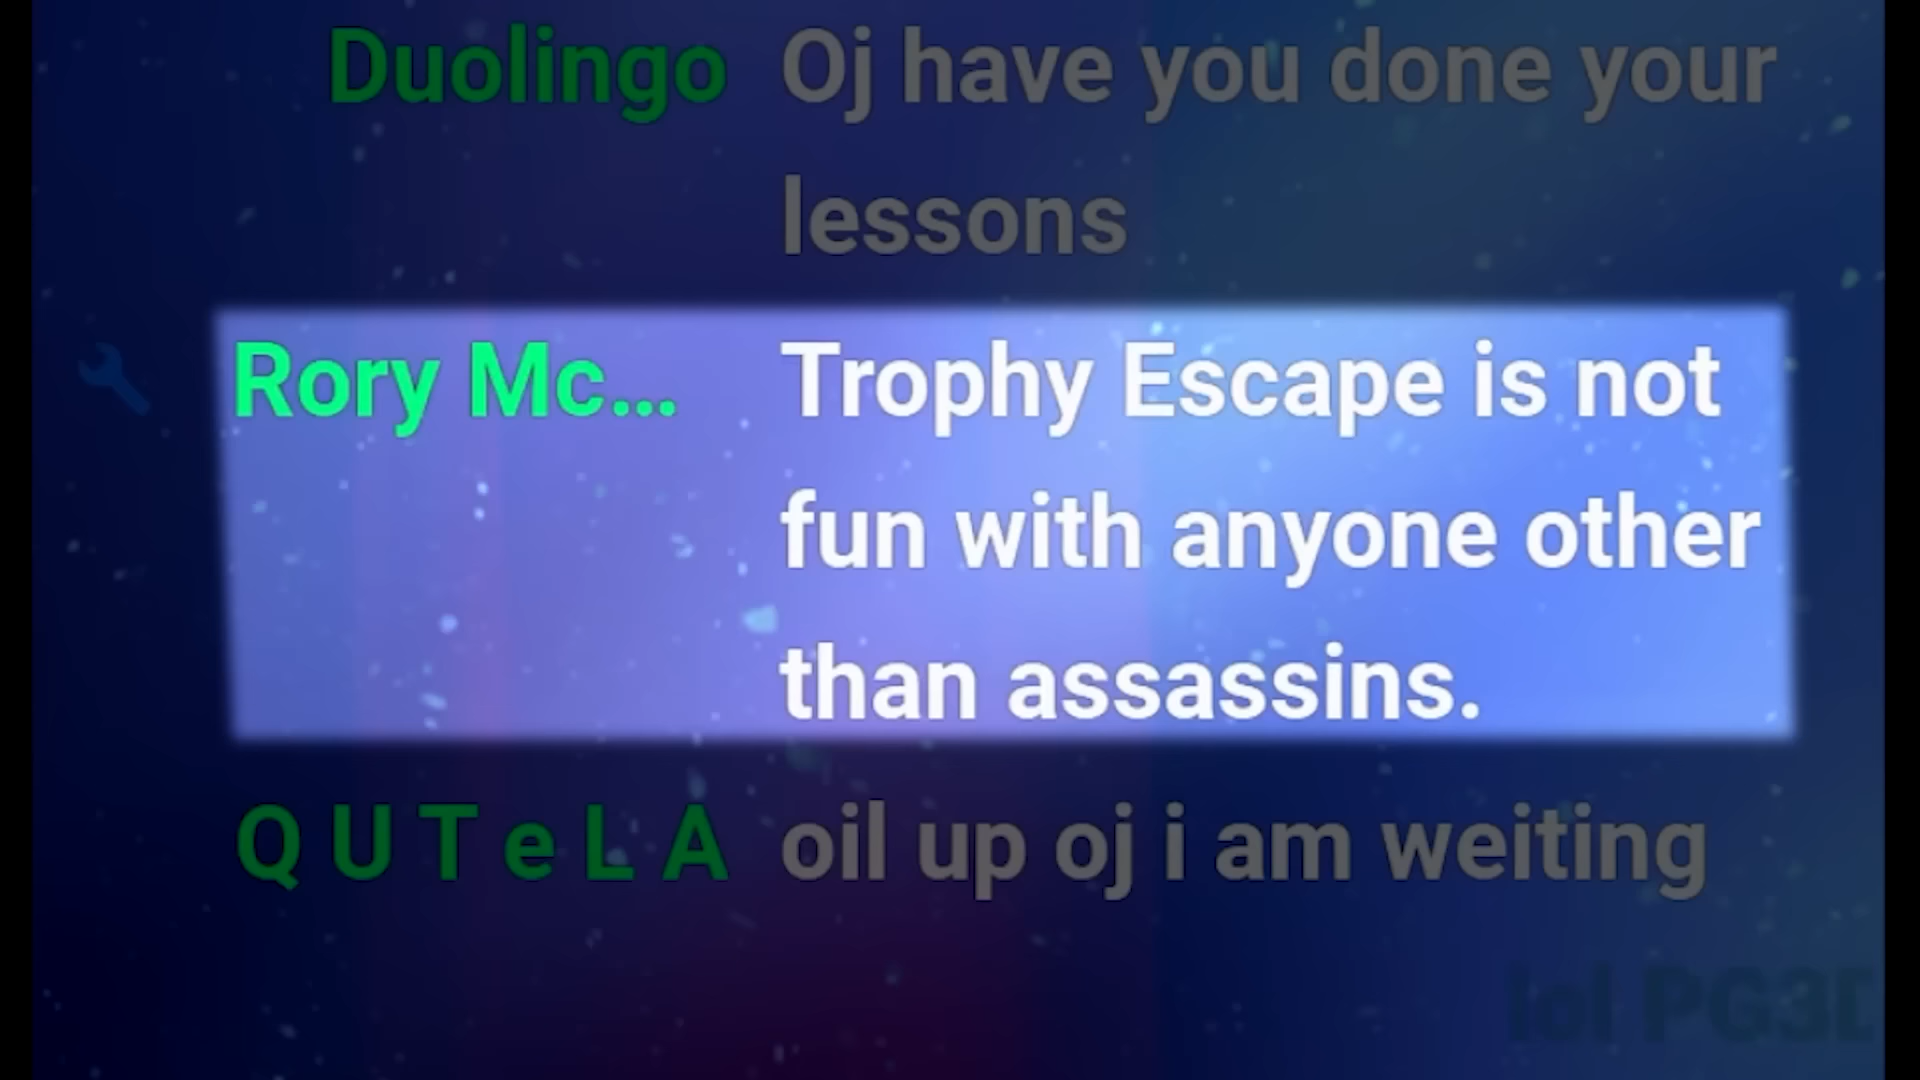 Duolingo Oj have you done your
lessons
Rory Mc... Trophy Escape is not
fun with anyone other
than assassins.
Q U T e L A oil up oj i am weiting
lol PG3D